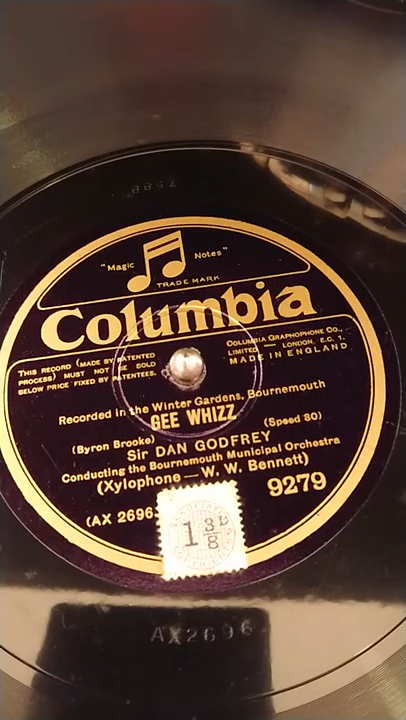 8842
"Magic Notes"
TRADE MARK
Columbia
THIS RECORD (MADE BY PATENTED
PROCESS) MUST NOT BE SOLD
BELOW PRICE FIXED BY PATENTEES.
COLUMBIA GRAPHOPHONE CO.,
LIMITED — LONDON, E.C. 1.
MADE IN ENGLAND
Recorded in the Winter Gardens, Bournemouth
GEE WHIZZ
(Byron Brooke) (Speed 80)
Sir DAN GODFREY
Conducting the Bournemouth Municipal Orchestra
(Xylophone — W. W. Bennett)
9279
(AX 2696)
1 3/8 D
AX2696